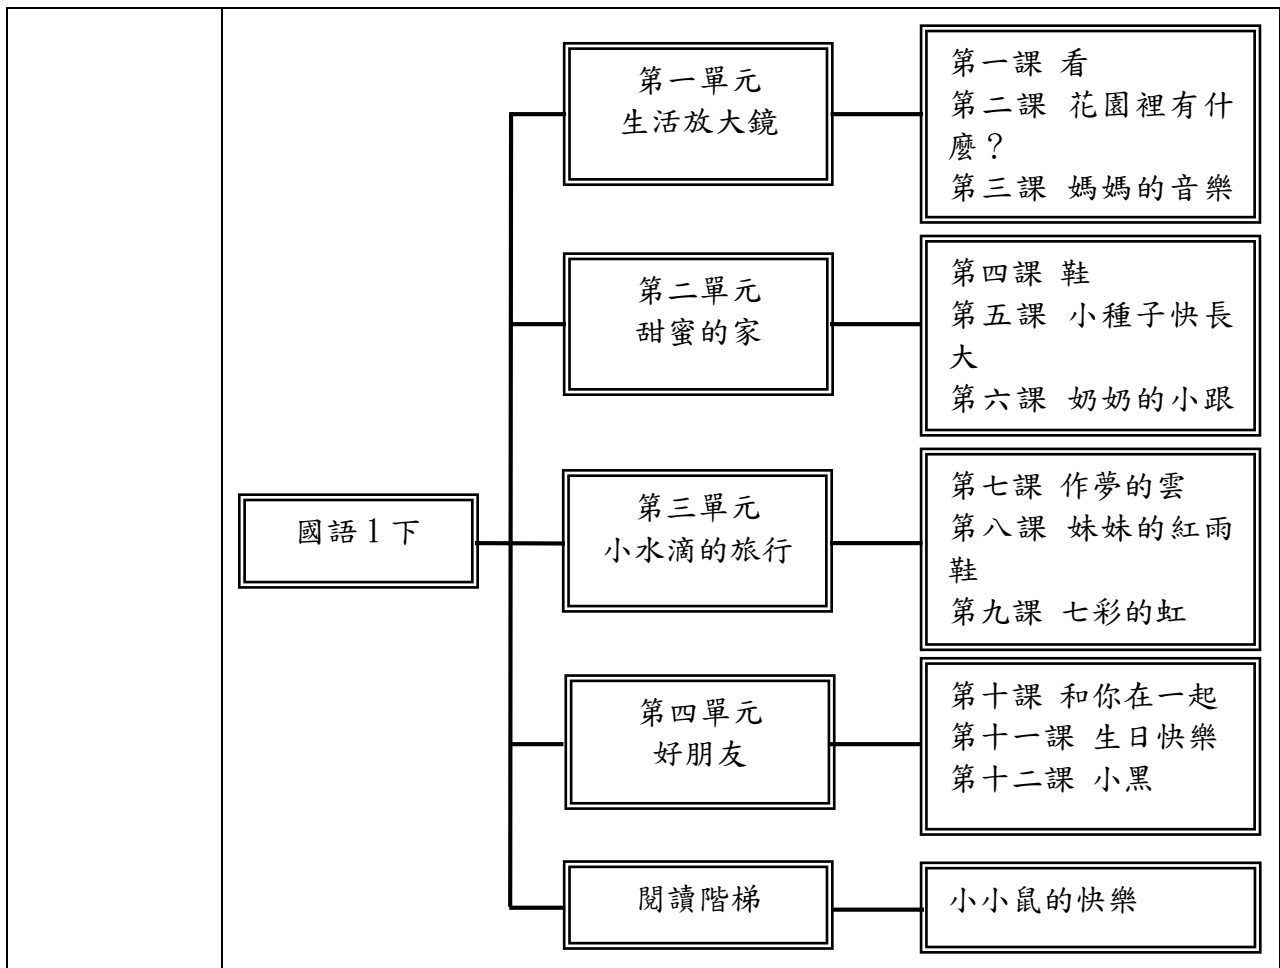 國語1下
第一單元
生活放大鏡
第一課 看
第二課 花園裡有什
麼？
第三課 媽媽的音樂
第二單元
甜蜜的家
第四課 鞋
第五課 小種子快長
大
第六課 奶奶的小跟
第三單元
小水滴的旅行
第七課 作夢的雲
第八課 妹妹的紅雨
鞋
第九課 七彩的虹
第四單元
好朋友
第十課 和你在一起
第十一課 生日快樂
第十二課 小黑
閱讀階梯
小小鼠的快樂